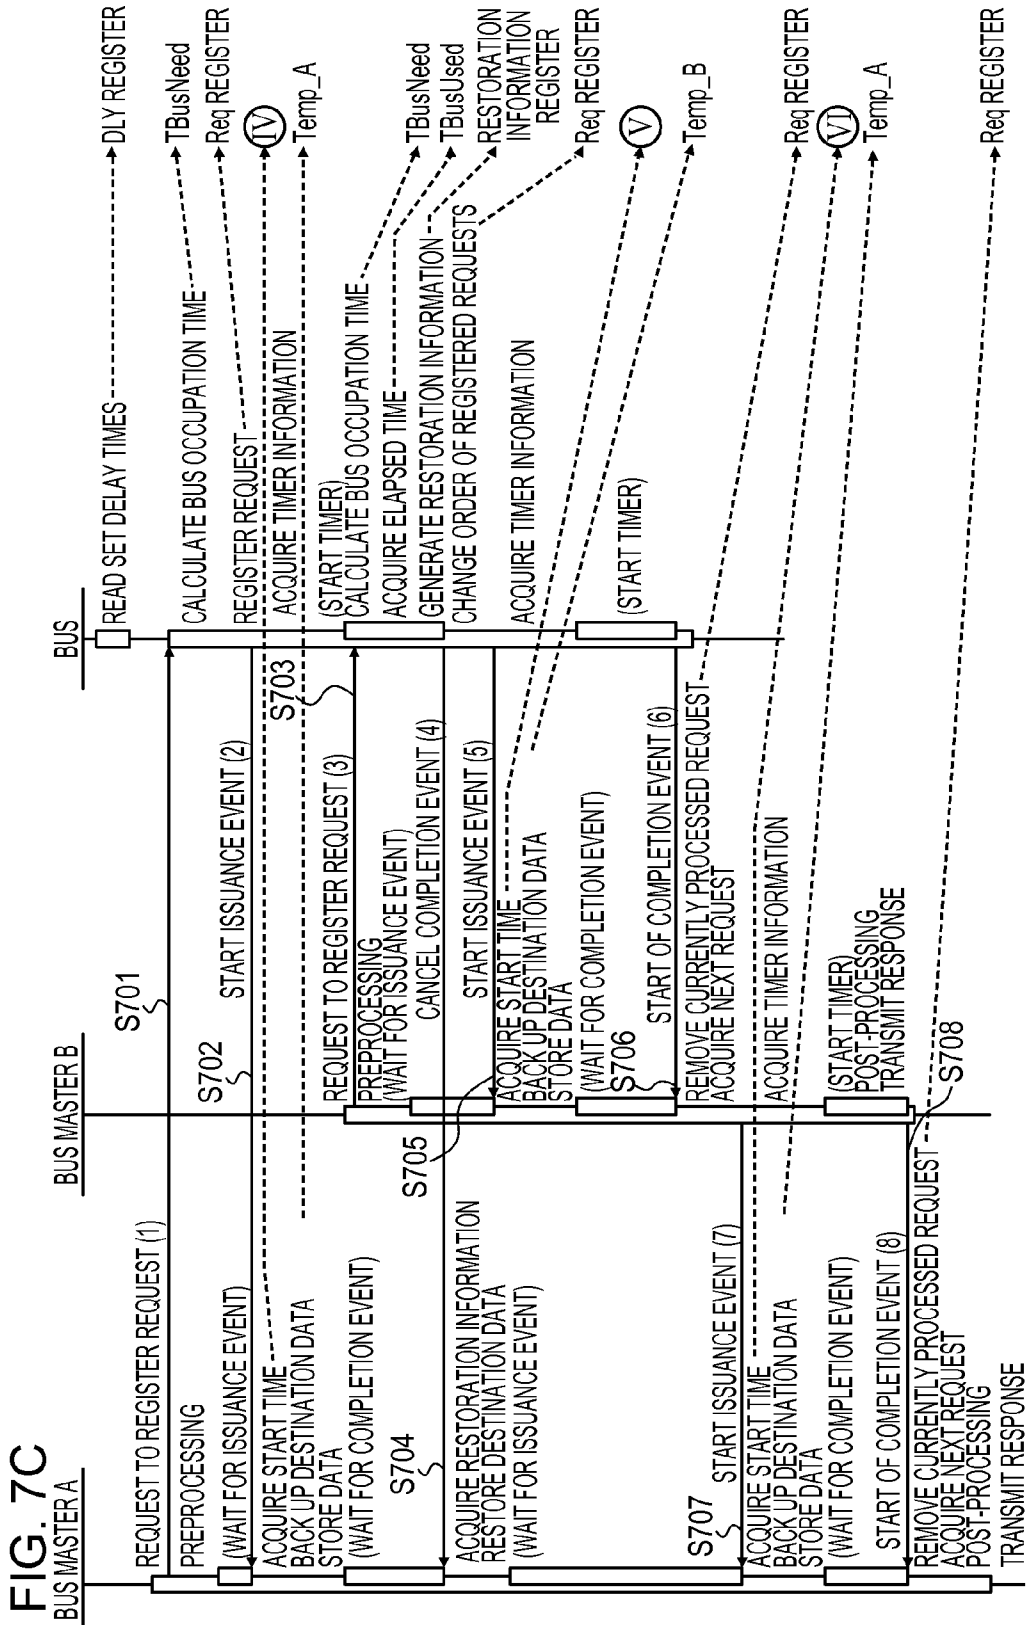 FIG. 7C
BUS MASTER A
BUS MASTER B
BUS
REQUEST TO REGISTER REQUEST (1)
S701
READ SET DELAY TIMES
DLY REGISTER
PREPROCESSING
CALCULATE BUS OCCUPATION TIME
TBusNeed
(WAIT FOR ISSUANCE EVENT)
S702
START ISSUANCE EVENT (2)
REGISTER REQUEST
Req REGISTER
ACQUIRE START TIME
BACK UP DESTINATION DATA
STORE DATA
IV
ACQUIRE TIMER INFORMATION
Temp_A
(WAIT FOR COMPLETION EVENT)
REQUEST TO REGISTER REQUEST (3)
S703
(START TIMER)
CALCULATE BUS OCCUPATION TIME
TBusNeed
PREPROCESSING
(WAIT FOR ISSUANCE EVENT)
ACQUIRE ELAPSED TIME
TBusUsed
S704
CANCEL COMPLETION EVENT (4)
GENERATE RESTORATION INFORMATION
RESTORATION
INFORMATION
REGISTER
CHANGE ORDER OF REGISTERED REQUESTS
Req REGISTER
ACQUIRE RESTORATION INFORMATION
RESTORE DESTINATION DATA
(WAIT FOR ISSUANCE EVENT)
S705
START ISSUANCE EVENT (5)
ACQUIRE START TIME
BACK UP DESTINATION DATA
STORE DATA
ACQUIRE TIMER INFORMATION
V
Temp_B
(WAIT FOR COMPLETION EVENT)
S706
START OF COMPLETION EVENT (6)
(START TIMER)
REMOVE CURRENTLY PROCESSED REQUEST
ACQUIRE NEXT REQUEST
Req REGISTER
S707
START ISSUANCE EVENT (7)
ACQUIRE START TIME
BACK UP DESTINATION DATA
STORE DATA
ACQUIRE TIMER INFORMATION
VI
Temp_A
(WAIT FOR COMPLETION EVENT)
(START TIMER)
POST-PROCESSING
TRANSMIT RESPONSE
START OF COMPLETION EVENT (8)
S708
REMOVE CURRENTLY PROCESSED REQUEST
ACQUIRE NEXT REQUEST
POST-PROCESSING
TRANSMIT RESPONSE
Req REGISTER